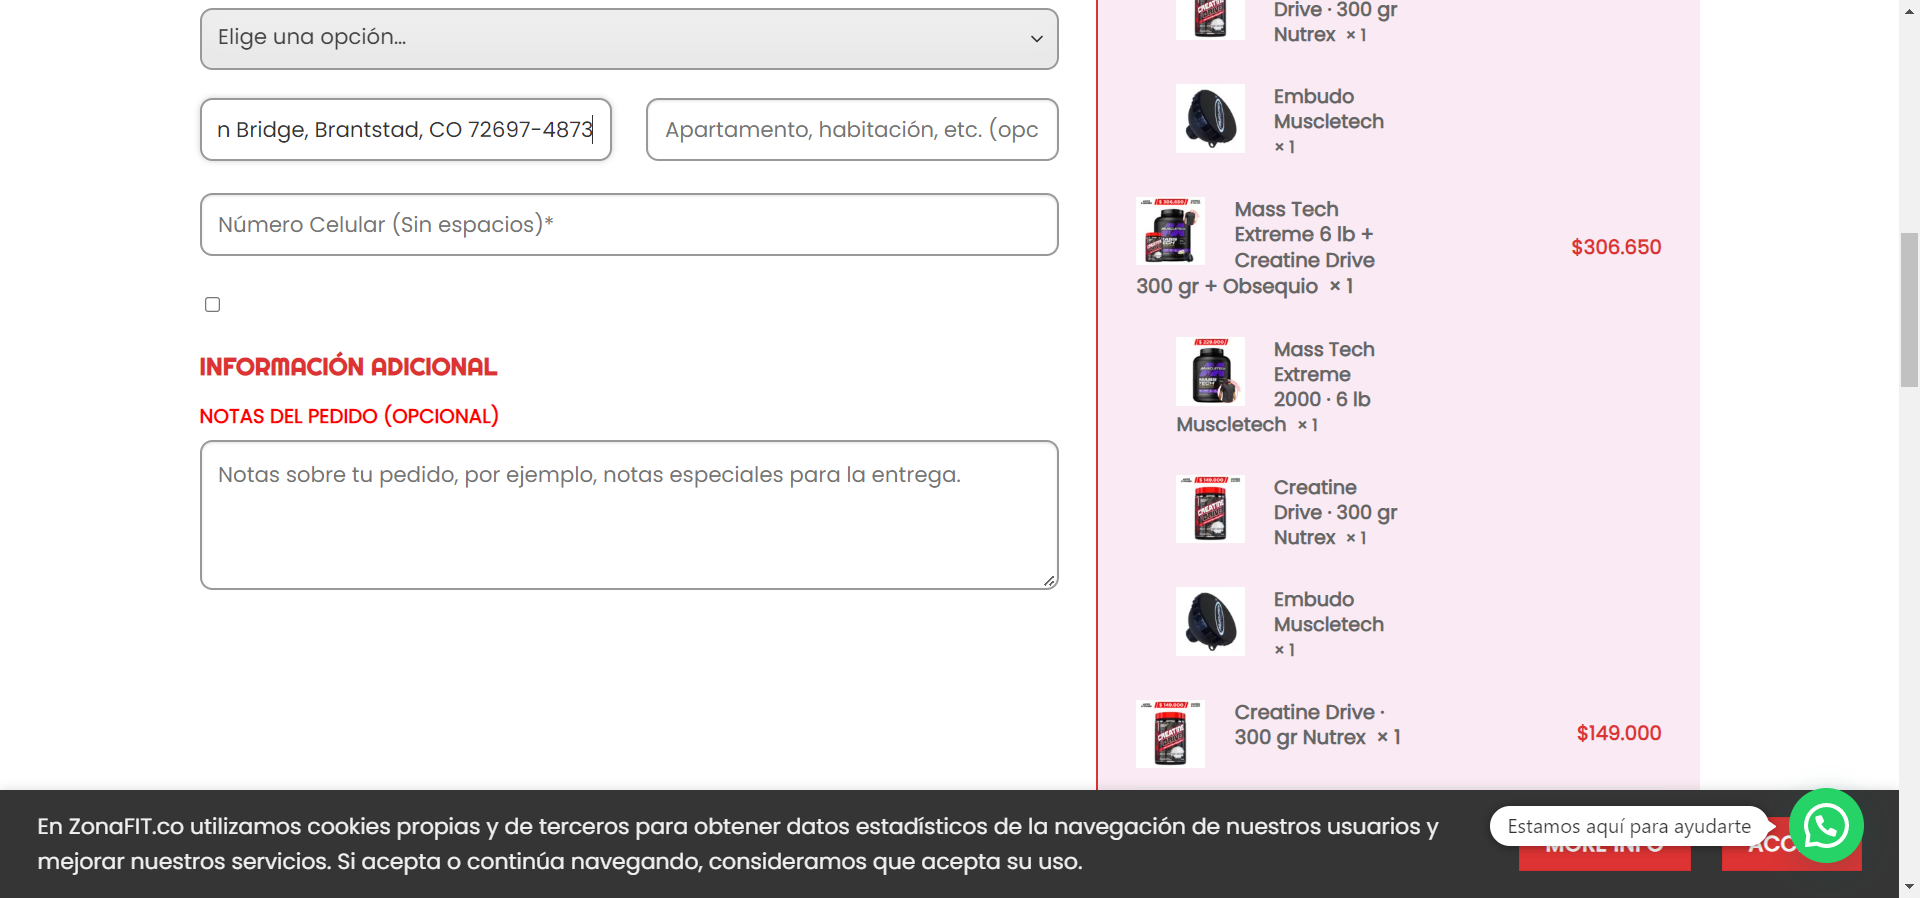 Elige una opción...
n Bridge, Brantstad, CO 72697-4873
Apartamento, habitación, etc. (opc
Número Celular (Sin espacios)*
INFORMACIÓN ADICIONAL
NOTAS DEL PEDIDO (OPCIONAL)
Notas sobre tu pedido, por ejemplo, notas especiales para la entrega.
Drive · 300 gr
Nutrex × 1
Embudo
Muscletech
× 1
Mass Tech
Extreme 6 lb +
Creatine Drive
300 gr + Obsequio × 1
$306.650
Mass Tech
Extreme
2000 · 6 lb
Muscletech × 1
Creatine
Drive · 300 gr
Nutrex × 1
Embudo
Muscletech
× 1
Creatine Drive ·
300 gr Nutrex × 1
$149.000
En ZonaFIT.co utilizamos cookies propias y de terceros para obtener datos estadísticos de la navegación de nuestros usuarios y
mejorar nuestros servicios. Si acepta o continúa navegando, consideramos que acepta su uso.
Estamos aquí para ayudarte
MORE INFO
ACC